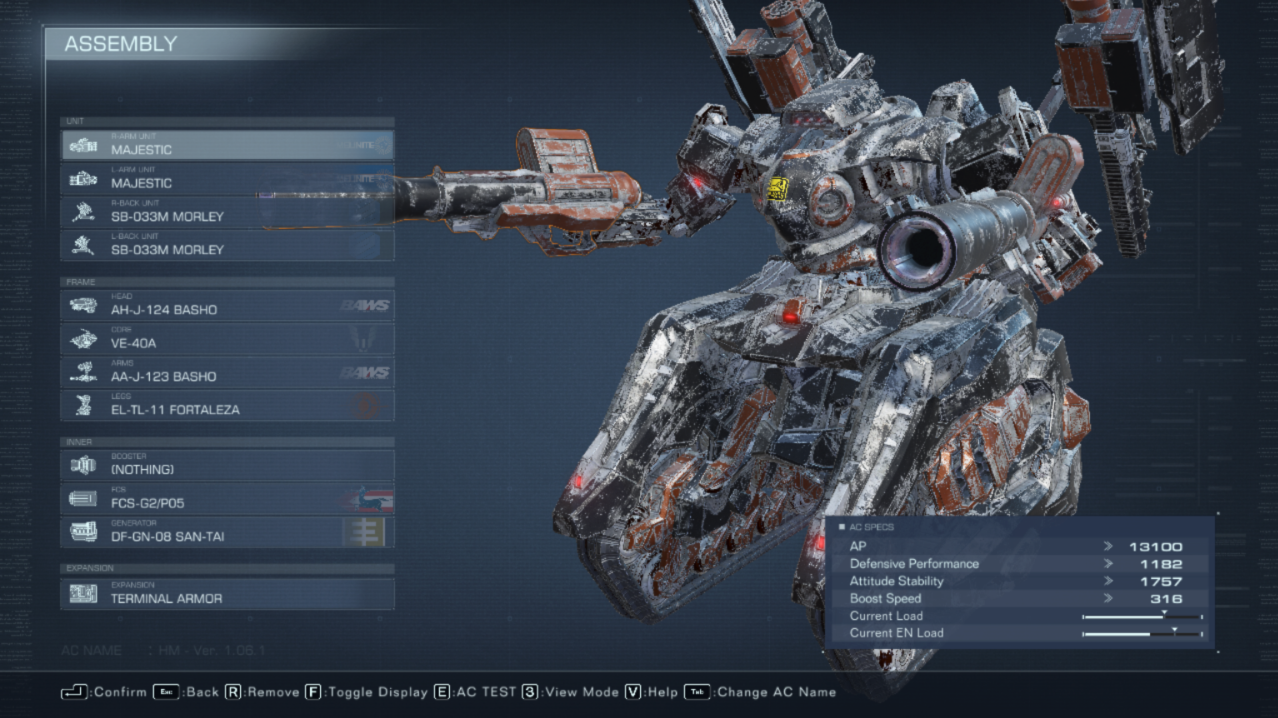 ASSEMBLY
UNIT
R-ARM UNIT
MAJESTIC
L-ARM UNIT
MAJESTIC
R-BACK UNIT
SB-033M MORLEY
L-BACK UNIT
SB-033M MORLEY
FRAME
HEAD
AH-J-124 BASHO
BAWS
CORE
VE-40A
ARMS
AA-J-123 BASHO
BAWS
LEGS
EL-TL-11 FORTALEZA
INNER
BOOSTER
(NOTHING)
FCS
FCS-G2/P05
GENERATOR
DF-GN-08 SAN-TAI
EXPANSION
EXPANSION
TERMINAL ARMOR
AC NAME : HM - Ver. 1.06.1
AC SPECS
AP 13100
Defensive Performance 1182
Attitude Stability 1757
Boost Speed 316
Current Load
Current EN Load
:Confirm Esc:Back R:Remove F:Toggle Display E:AC TEST 3:View Mode V:Help Tab:Change AC Name